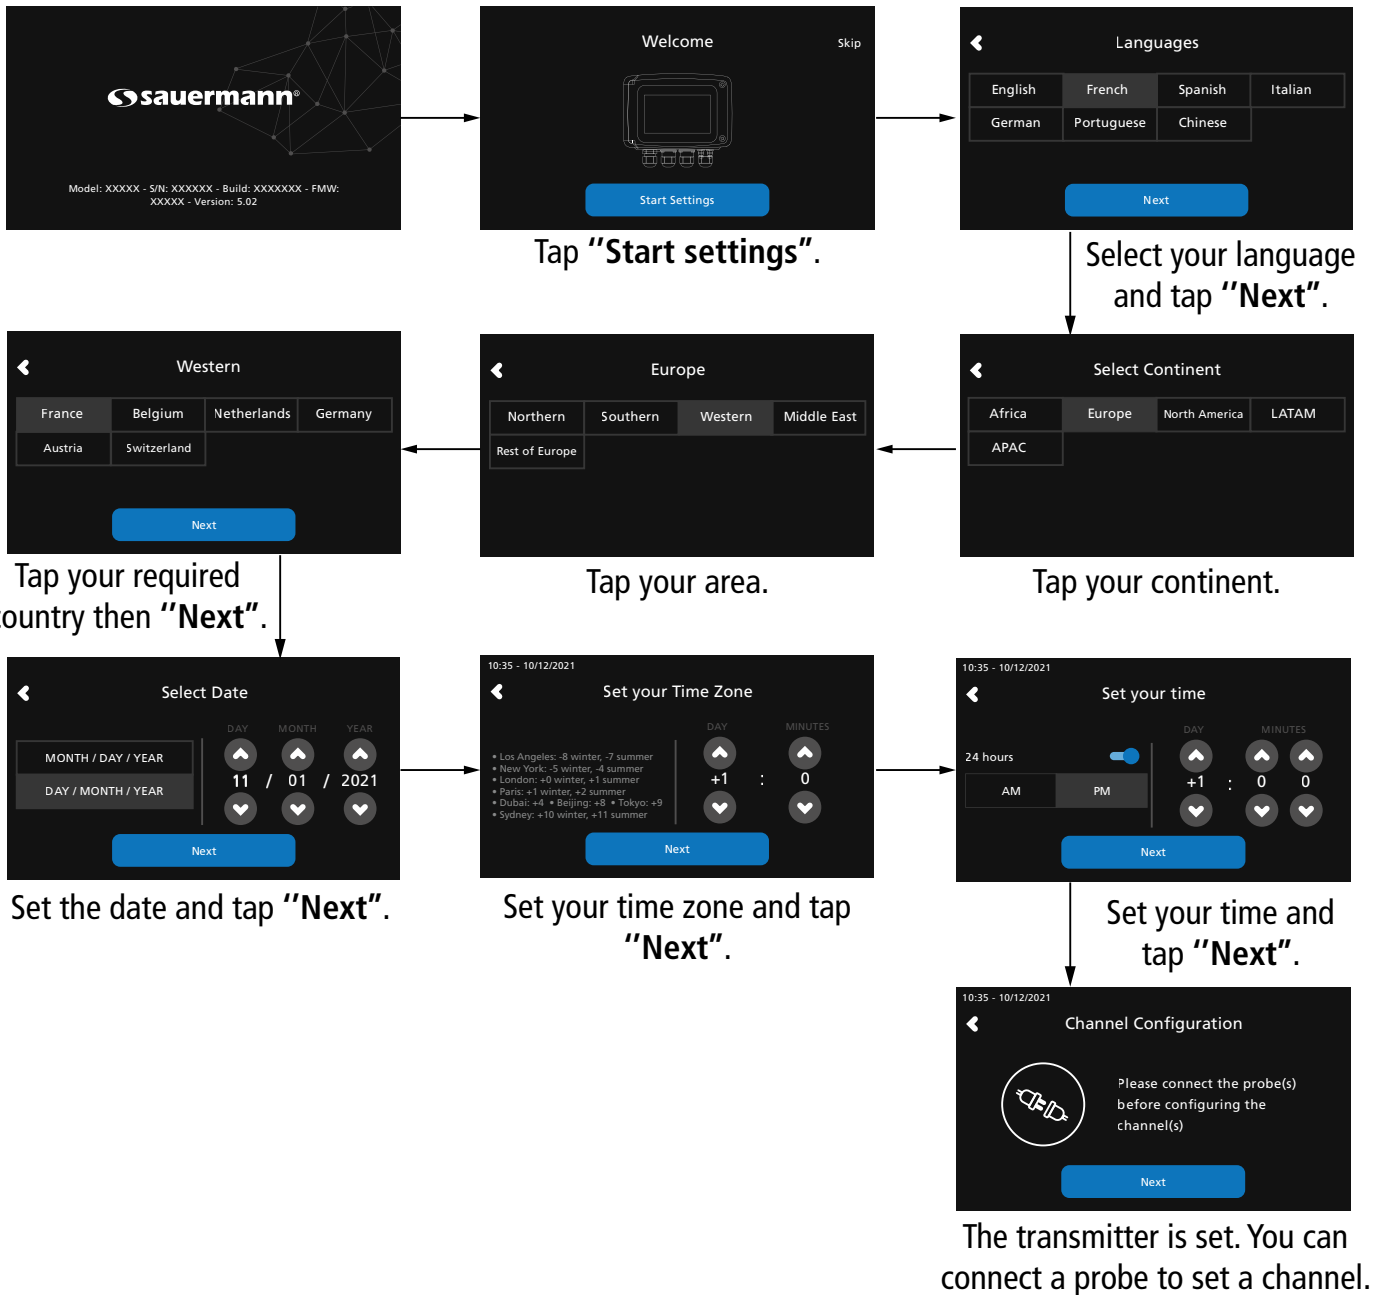 sauermann®
Model: XXXXX - S/N: XXXXXX - Build: XXXXXXX - FMW:
XXXXX - Version: 5.02
Welcome
Skip
Start Settings
Tap ‘‘Start settings”.
Languages
English French Spanish Italian
German Portuguese Chinese
Next
Select your language
and tap ‘‘Next”.
Select Continent
Africa Europe North America LATAM
APAC
Tap your continent.
Europe
Northern Southern Western Middle East
Rest of Europe
Tap your area.
Western
France Belgium Netherlands Germany
Austria Switzerland
Next
Tap your required
country then ‘‘Next”.
Select Date
DAY MONTH YEAR
MONTH / DAY / YEAR
DAY / MONTH / YEAR
11 / 01 / 2021
Next
Set the date and tap ‘‘Next”.
10:35 - 10/12/2021
Set your Time Zone
DAY MINUTES
• Los Angeles: -8 winter, -7 summer
• New York: -5 winter, -4 summer
• London: +0 winter, +1 summer
• Paris: +1 winter, +2 summer
• Dubai: +4 • Beijing: +8 • Tokyo: +9
• Sydney: +10 winter, +11 summer
+1 : 0
Next
Set your time zone and tap
‘‘Next”.
10:35 - 10/12/2021
Set your time
DAY MINUTES
24 hours
AM PM
+1 : 0 0
Next
Set your time and
tap ‘‘Next”.
10:35 - 10/12/2021
Channel Configuration
Please connect the probe(s)
before configuring the
channel(s)
Next
The transmitter is set. You can
connect a probe to set a channel.